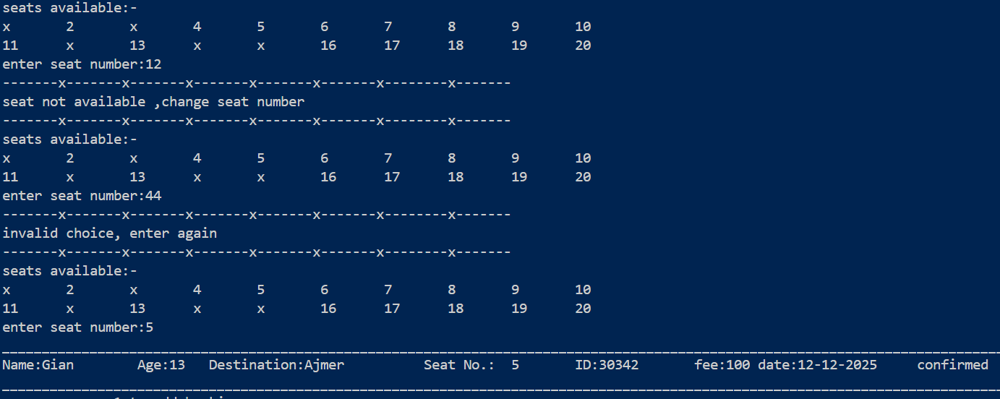 seats available:-
x 2 x 4 5 6 7 8 9 10
11 x 13 x x 16 17 18 19 20
enter seat number:12
-------x-------x-------x-------x-------x-------x--------x-------
seat not available ,change seat number
-------x-------x-------x-------x-------x-------x--------x-------
seats available:-
x 2 x 4 5 6 7 8 9 10
11 x 13 x x 16 17 18 19 20
enter seat number:44
-------x-------x-------x-------x-------x-------x--------x-------
invalid choice, enter again
-------x-------x-------x-------x-------x-------x--------x-------
seats available:-
x 2 x 4 5 6 7 8 9 10
11 x 13 x x 16 17 18 19 20
enter seat number:5
Name:Gian Age:13 Destination:Ajmer Seat No.: 5 ID:30342 fee:100 date:12-12-2025 confirmed